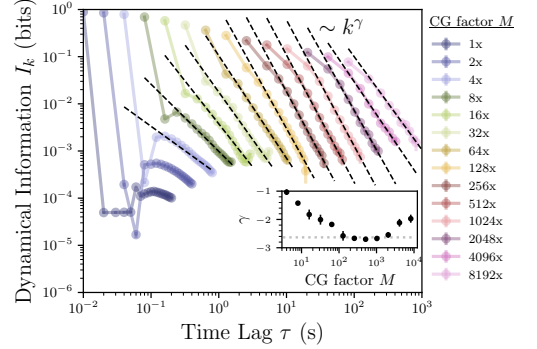 Dynamical Information I_k (bits)
10^0
10^{-1}
10^{-2}
10^{-3}
10^{-4}
10^{-5}
10^{-6}
10^{-2}
10^{-1}
10^0
10^1
10^2
10^3
Time Lag τ (s)
∼ k^γ
CG factor M
1x
2x
4x
8x
16x
32x
64x
128x
256x
512x
1024x
2048x
4096x
8192x
γ
−1
−2
−3
10^1
10^2
10^3
10^4
CG factor M